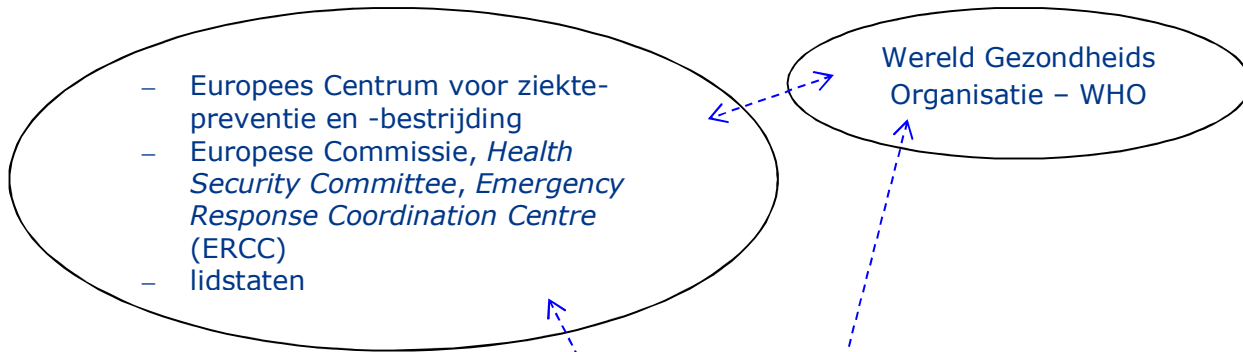 – Europees Centrum voor ziekte-
preventie en -bestrijding
– Europese Commissie, Health
Security Committee, Emergency
Response Coordination Centre
(ERCC)
– lidstaten
Wereld Gezondheids
Organisatie – WHO